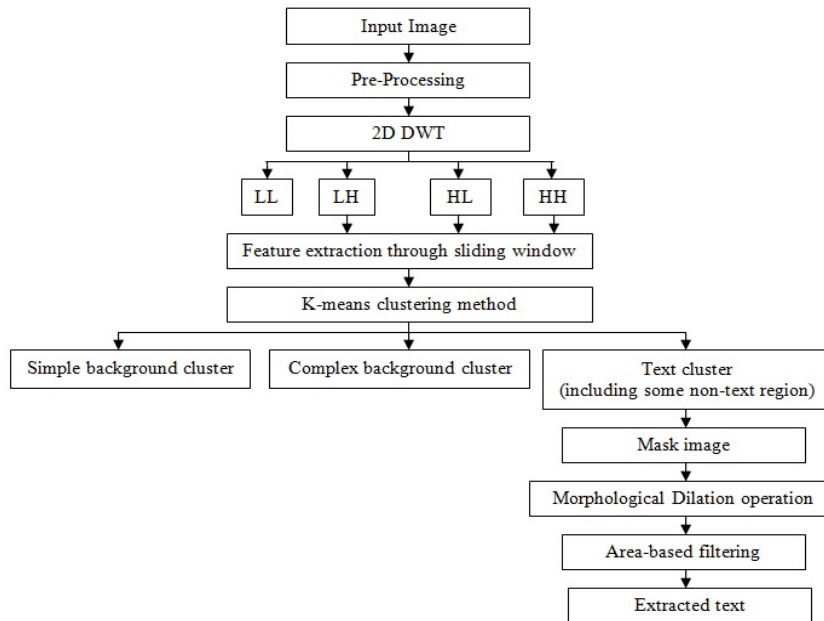 Input Image
Pre-Processing
2D DWT
LL
LH
HL
HH
Feature extraction through sliding window
K-means clustering method
Simple background cluster
Complex background cluster
Text cluster
(including some non-text region)
Mask image
Morphological Dilation operation
Area-based filtering
Extracted text